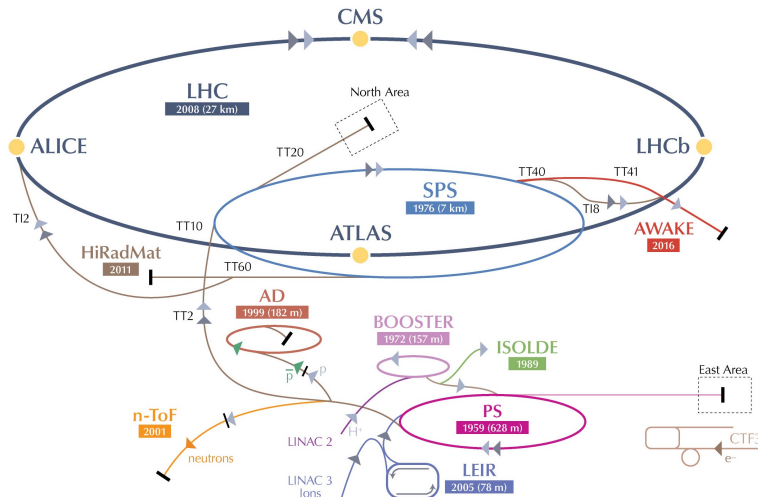 CMS
LHC
2008 (27 km)
North Area
ALICE
LHCb
TT20
TT40
TT41
SPS
1976 (7 km)
TI2
TT10
TI8
ATLAS
AWAKE
2016
HiRadMat
2011
TT60
AD
1999 (182 m)
TT2
BOOSTER
1972 (157 m)
ISOLDE
1989
p
p
East Area
n-ToF
2001
PS
1959 (628 m)
H+
LINAC 2
CTF3
neutrons
e-
LEIR
2005 (78 m)
LINAC 3
Ions